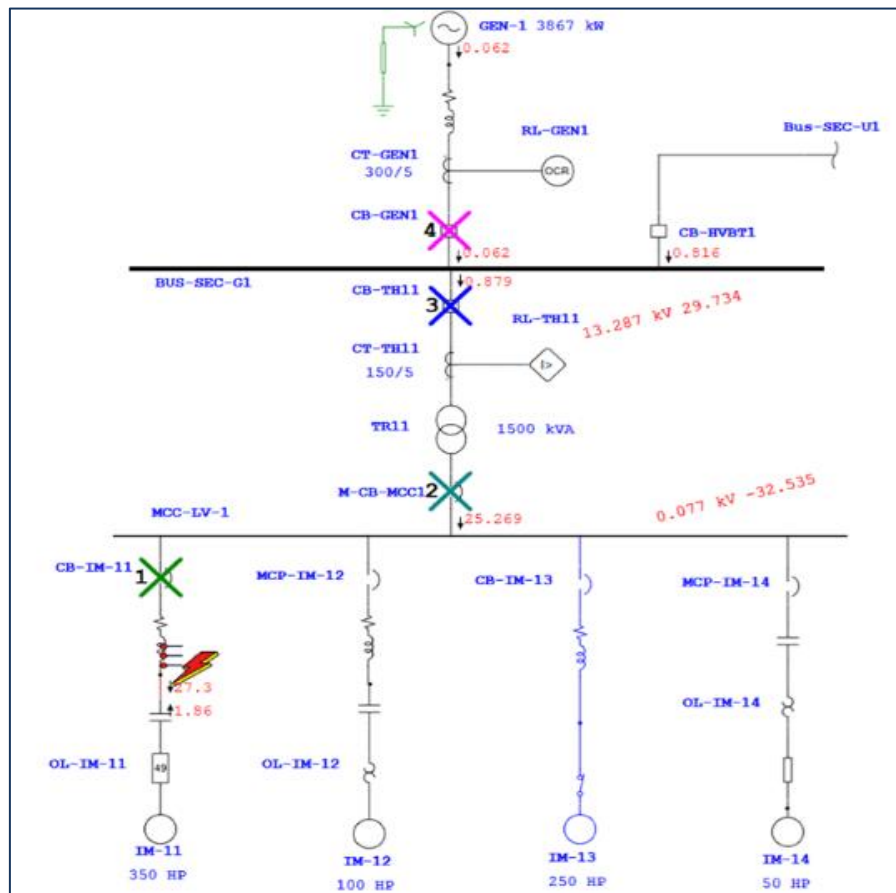 GEN-1 3867 kW
0.062
RL-GEN1
Bus-SEC-U1
CT-GEN1
300/5
OCR
CB-GEN1
4
CB-HVBT1
0.062
0.816
BUS-SEC-G1
0.879
CB-TH11
3
RL-TH11
13.287 kV 29.734
CT-TH11
150/5
I>
TR11
1500 kVA
M-CB-MCC1
2
MCC-LV-1
25.269
0.077 kV -32.535
CB-IM-11
1
MCP-IM-12
CB-IM-13
MCP-IM-14
27.3
1.86
OL-IM-14
OL-IM-11
49
OL-IM-12
IM-11
IM-12
IM-13
IM-14
350 HP
100 HP
250 HP
50 HP